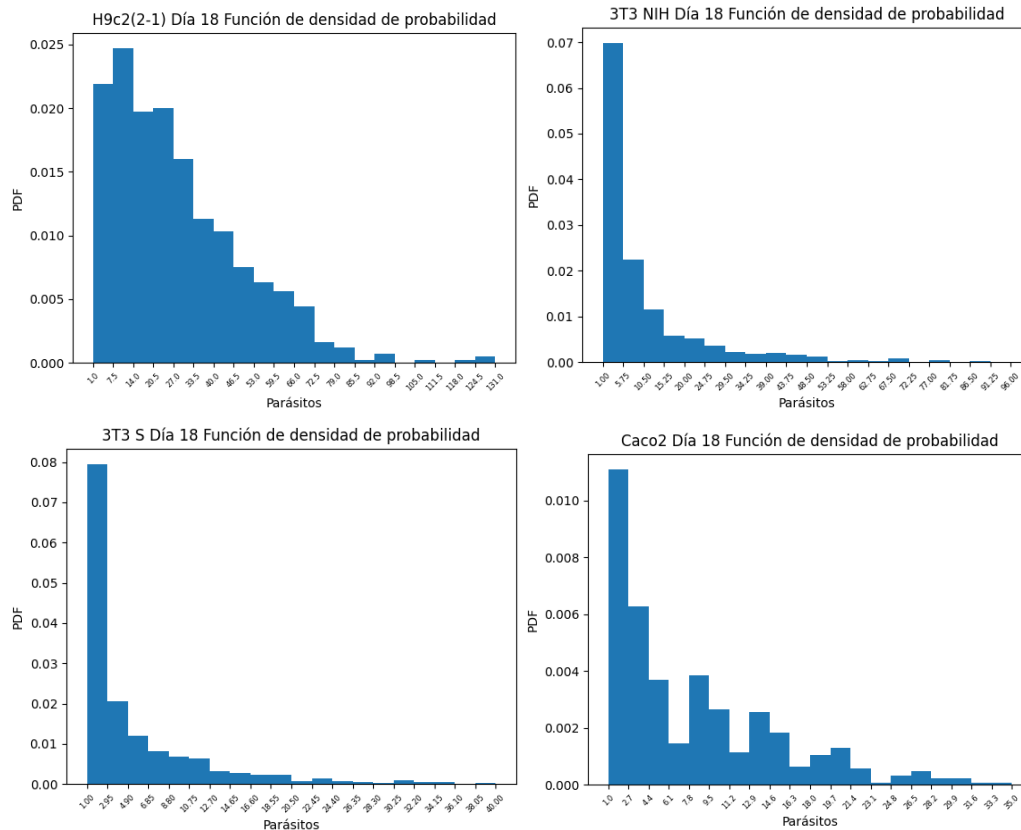 H9c2(2-1) Día 18 Función de densidad de probabilidad
0.025
0.020
0.015
0.010
0.005
0.000
PDF
1.0 7.5 14.0 20.5 27.0 33.5 40.0 46.5 53.0 59.5 66.0 72.5 79.0 85.5 92.0 98.5 105.0 111.5 118.0 124.5 131.0
Parásitos
3T3 NIH Día 18 Función de densidad de probabilidad
0.07
0.06
0.05
0.04
0.03
0.02
0.01
0.00
PDF
1.00 5.75 10.50 15.25 20.00 24.75 29.50 34.25 39.00 43.75 48.50 53.25 58.00 62.75 67.50 72.25 77.00 81.75 86.50 91.25 96.00
Parásitos
3T3 S Día 18 Función de densidad de probabilidad
0.08
0.07
0.06
0.05
0.04
0.03
0.02
0.01
0.00
PDF
1.00 2.95 4.90 6.85 8.80 10.75 12.70 14.65 16.60 18.55 20.50 22.45 24.40 26.35 28.30 30.25 32.20 34.15 36.10 38.05 40.00
Parásitos
Caco2 Día 18 Función de densidad de probabilidad
0.010
0.008
0.006
0.004
0.002
0.000
PDF
1.0 2.7 4.4 6.1 7.8 9.5 11.2 12.9 14.6 16.3 18.0 19.7 21.4 23.1 24.8 26.5 28.2 29.9 31.6 33.3 35.0
Parásitos